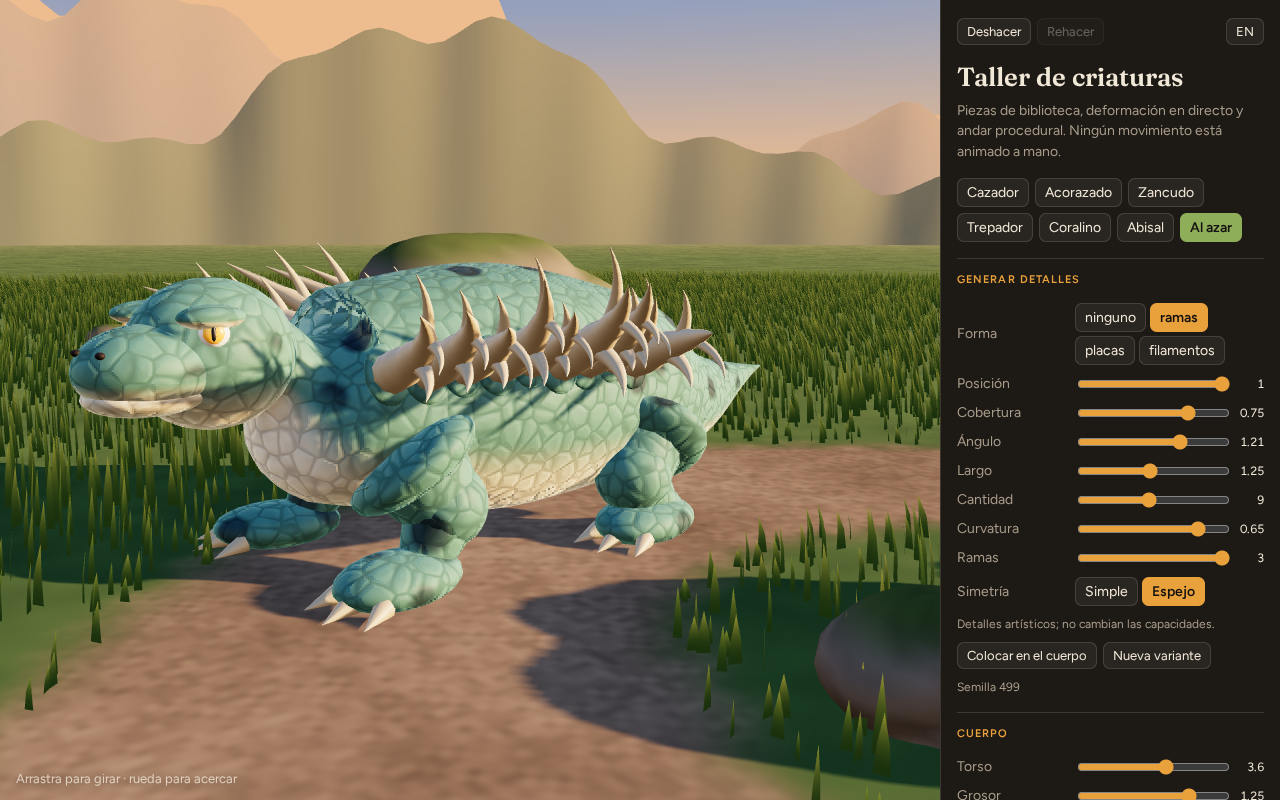 Deshacer Rehacer EN
Taller de criaturas
Piezas de biblioteca, deformación en directo y
andar procedural. Ningún movimiento está
animado a mano.
Cazador Acorazado Zancudo
Trepador Coralino Abisal Al azar
GENERAR DETALLES
Forma ninguno ramas
placas filamentos
Posición 1
Cobertura 0.75
Ángulo 1.21
Largo 1.25
Cantidad 9
Curvatura 0.65
Ramas 3
Simetría Simple Espejo
Detalles artísticos; no cambian las capacidades.
Colocar en el cuerpo Nueva variante
Semilla 499
CUERPO
Torso 3.6
Grosor 1.25
Arrastra para girar · rueda para acercar